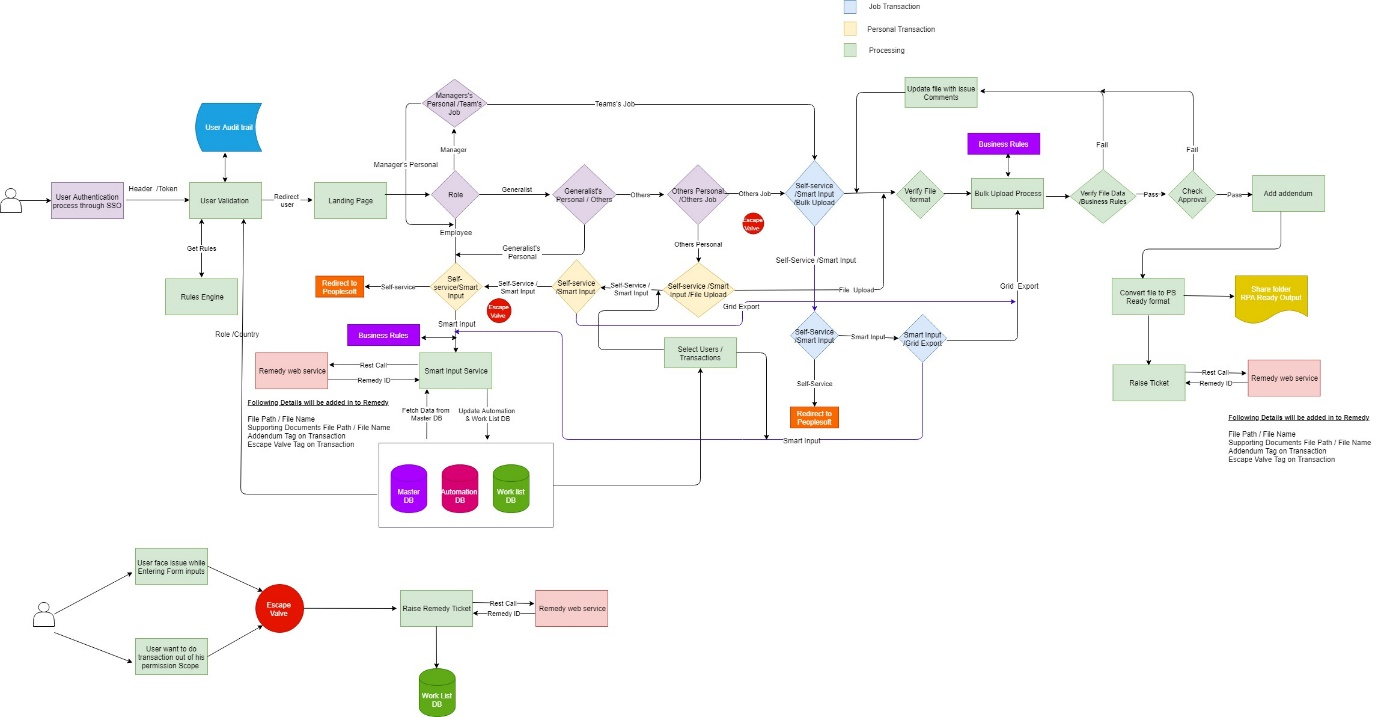 Job Transaction
Personal Transaction
Processing
Update file with issue
Comments
Managers's
Personal /Team's
Job
Teams's Job
User Audit trail
Business Rules
Manager
Manager's Personal
Fail
Fail
User Authentication
process through SSO
Header /Token
User Validation
Redirect
user
Landing Page
Role
Generalist
Generalist's
Personal / Others
Others
Others Personal
/Others Job
Others Job
Self-service
/Smart Input
/Bulk Upload
Verify File
format
Bulk Upload Process
Verify File Data
/Business Rules
Pass
Check
Approval
Pass
Add addendum
Escape
Valve
Employee
Get Rules
Generalist's
Personal
Others Personal
Self-Service /Smart Input
Rules Engine
Redirect to
Peoplesoft
Self-service
Self-
service/Smart
Input
Self-Service /
Smart Input
Self-service
/Smart Input
Self-Service /
Smart Input
Self-service /Smart
Input /File Upload
File Upload
Grid Export
Grid Export
Convert file to PS
Ready format
Share folder
RPA Ready Output
Escape
Valve
Smart Input
Role /Country
Business Rules
Self-Service
/Smart Input
Smart Input
Smart Input
/Grid Export
Select Users /
Transactions
Remedy web service
Rest Call
Remedy ID
Smart Input Service
Self-Service
Raise Ticket
Rest Call
Remedy ID
Remedy web service
Redirect to
Peoplesoft
Smart Input
Following Details will be added in to Remedy
File Path / File Name
Supporting Documents File Path / File Name
Addendum Tag on Transaction
Escape Valve Tag on Transaction
Fetch Data from
Master DB
Update Automation
& Work List DB
Following Details will be added in to Remedy
File Path / File Name
Supporting Documents File Path / File Name
Addendum Tag on Transaction
Escape Valve Tag on Transaction
Master
DB
Automation
DB
Work list
DB
User face issue while
Entering Form inputs
Escape
Valve
Raise Remedy Ticket
Rest Call
Remedy ID
Remedy web service
User want to do
transaction out of his
permission Scope
Work List
DB